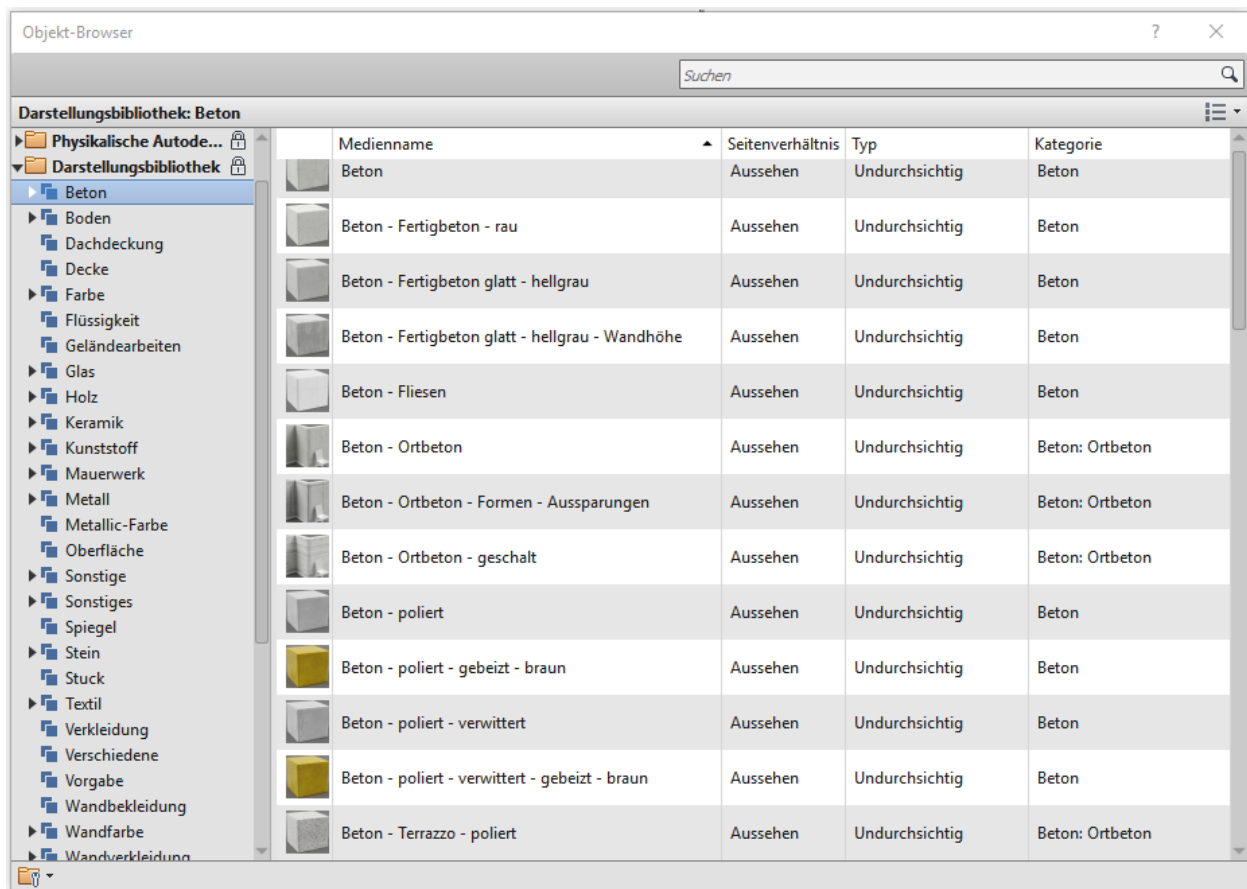 Objekt-Browser ?
Suchen
Darstellungsbibliothek: Beton
Physikalische Autode...
Darstellungsbibliothek
Beton
Boden
Dachdeckung
Decke
Farbe
Flüssigkeit
Geländearbeiten
Glas
Holz
Keramik
Kunststoff
Mauerwerk
Metall
Metallic-Farbe
Oberfläche
Sonstige
Sonstiges
Spiegel
Stein
Stuck
Textil
Verkleidung
Verschiedene
Vorgabe
Wandbekleidung
Wandfarbe
Wandverkleidung
Medienname Seitenverhältnis Typ Kategorie
Beton Aussehen Undurchsichtig Beton
Beton - Fertigbeton - rau Aussehen Undurchsichtig Beton
Beton - Fertigbeton glatt - hellgrau Aussehen Undurchsichtig Beton
Beton - Fertigbeton glatt - hellgrau - Wandhöhe Aussehen Undurchsichtig Beton
Beton - Fliesen Aussehen Undurchsichtig Beton
Beton - Ortbeton Aussehen Undurchsichtig Beton: Ortbeton
Beton - Ortbeton - Formen - Aussparungen Aussehen Undurchsichtig Beton: Ortbeton
Beton - Ortbeton - geschalt Aussehen Undurchsichtig Beton: Ortbeton
Beton - poliert Aussehen Undurchsichtig Beton
Beton - poliert - gebeizt - braun Aussehen Undurchsichtig Beton
Beton - poliert - verwittert Aussehen Undurchsichtig Beton
Beton - poliert - verwittert - gebeizt - braun Aussehen Undurchsichtig Beton
Beton - Terrazzo - poliert Aussehen Undurchsichtig Beton: Ortbeton